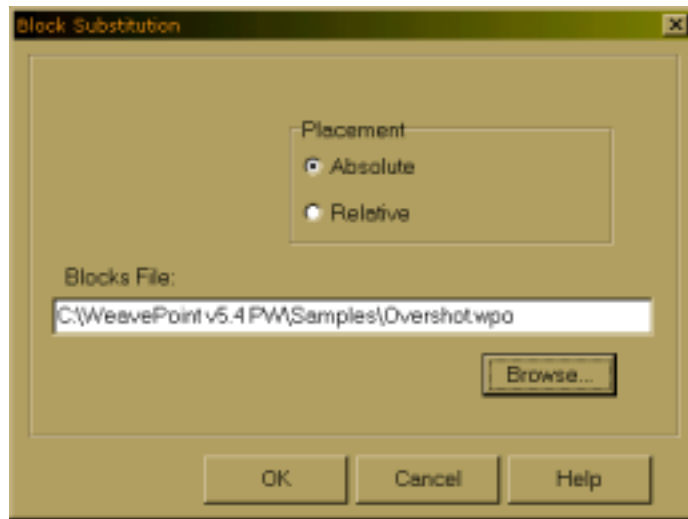 Block Substitution
Placement
Absolute
Relative
Blocks File:
C:\WeavePoint v5.4 PW\Samples\Overshot.wpo
Browse...
OK
Cancel
Help